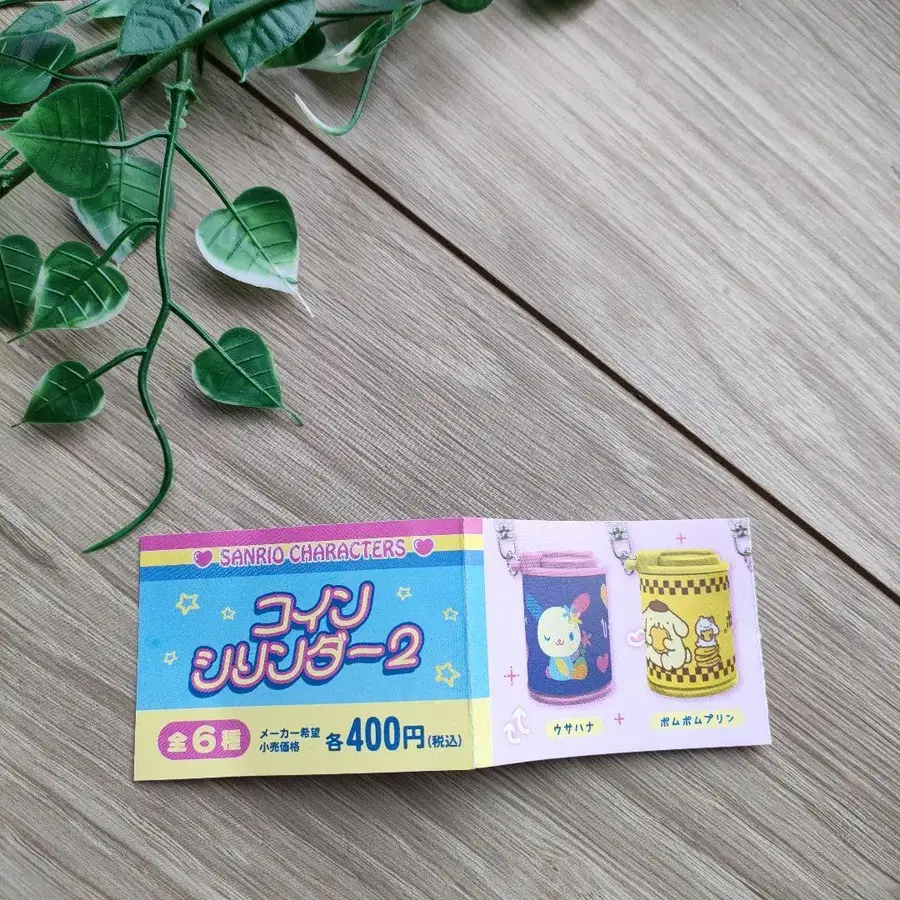 SANRIO CHARACTERS
コイン
シリンダー2
全6種
メーカー希望
小売価格
各400円(税込)
ウサハナ
ポムポムプリン